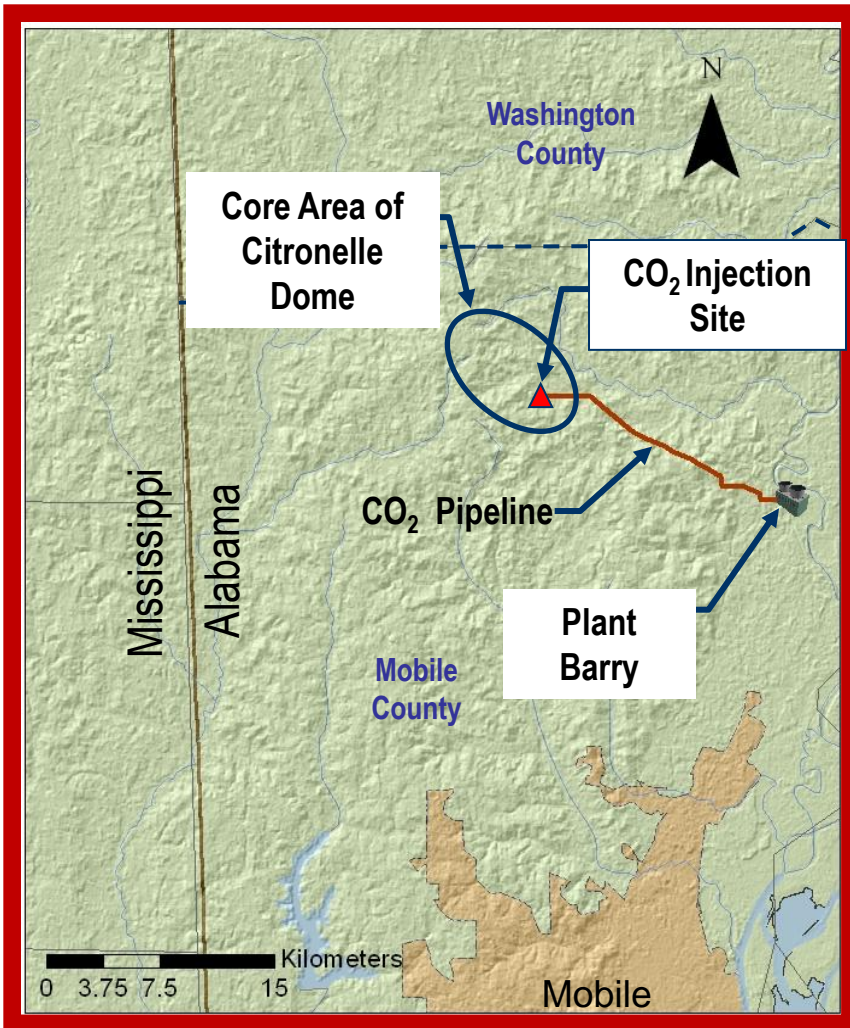 N
Washington
County
Core Area of
Citronelle
Dome
CO₂ Injection
Site
Mississippi
Alabama
CO₂ Pipeline
Plant
Barry
Mobile
County
Kilometers
0 3.75 7.5 15
Mobile